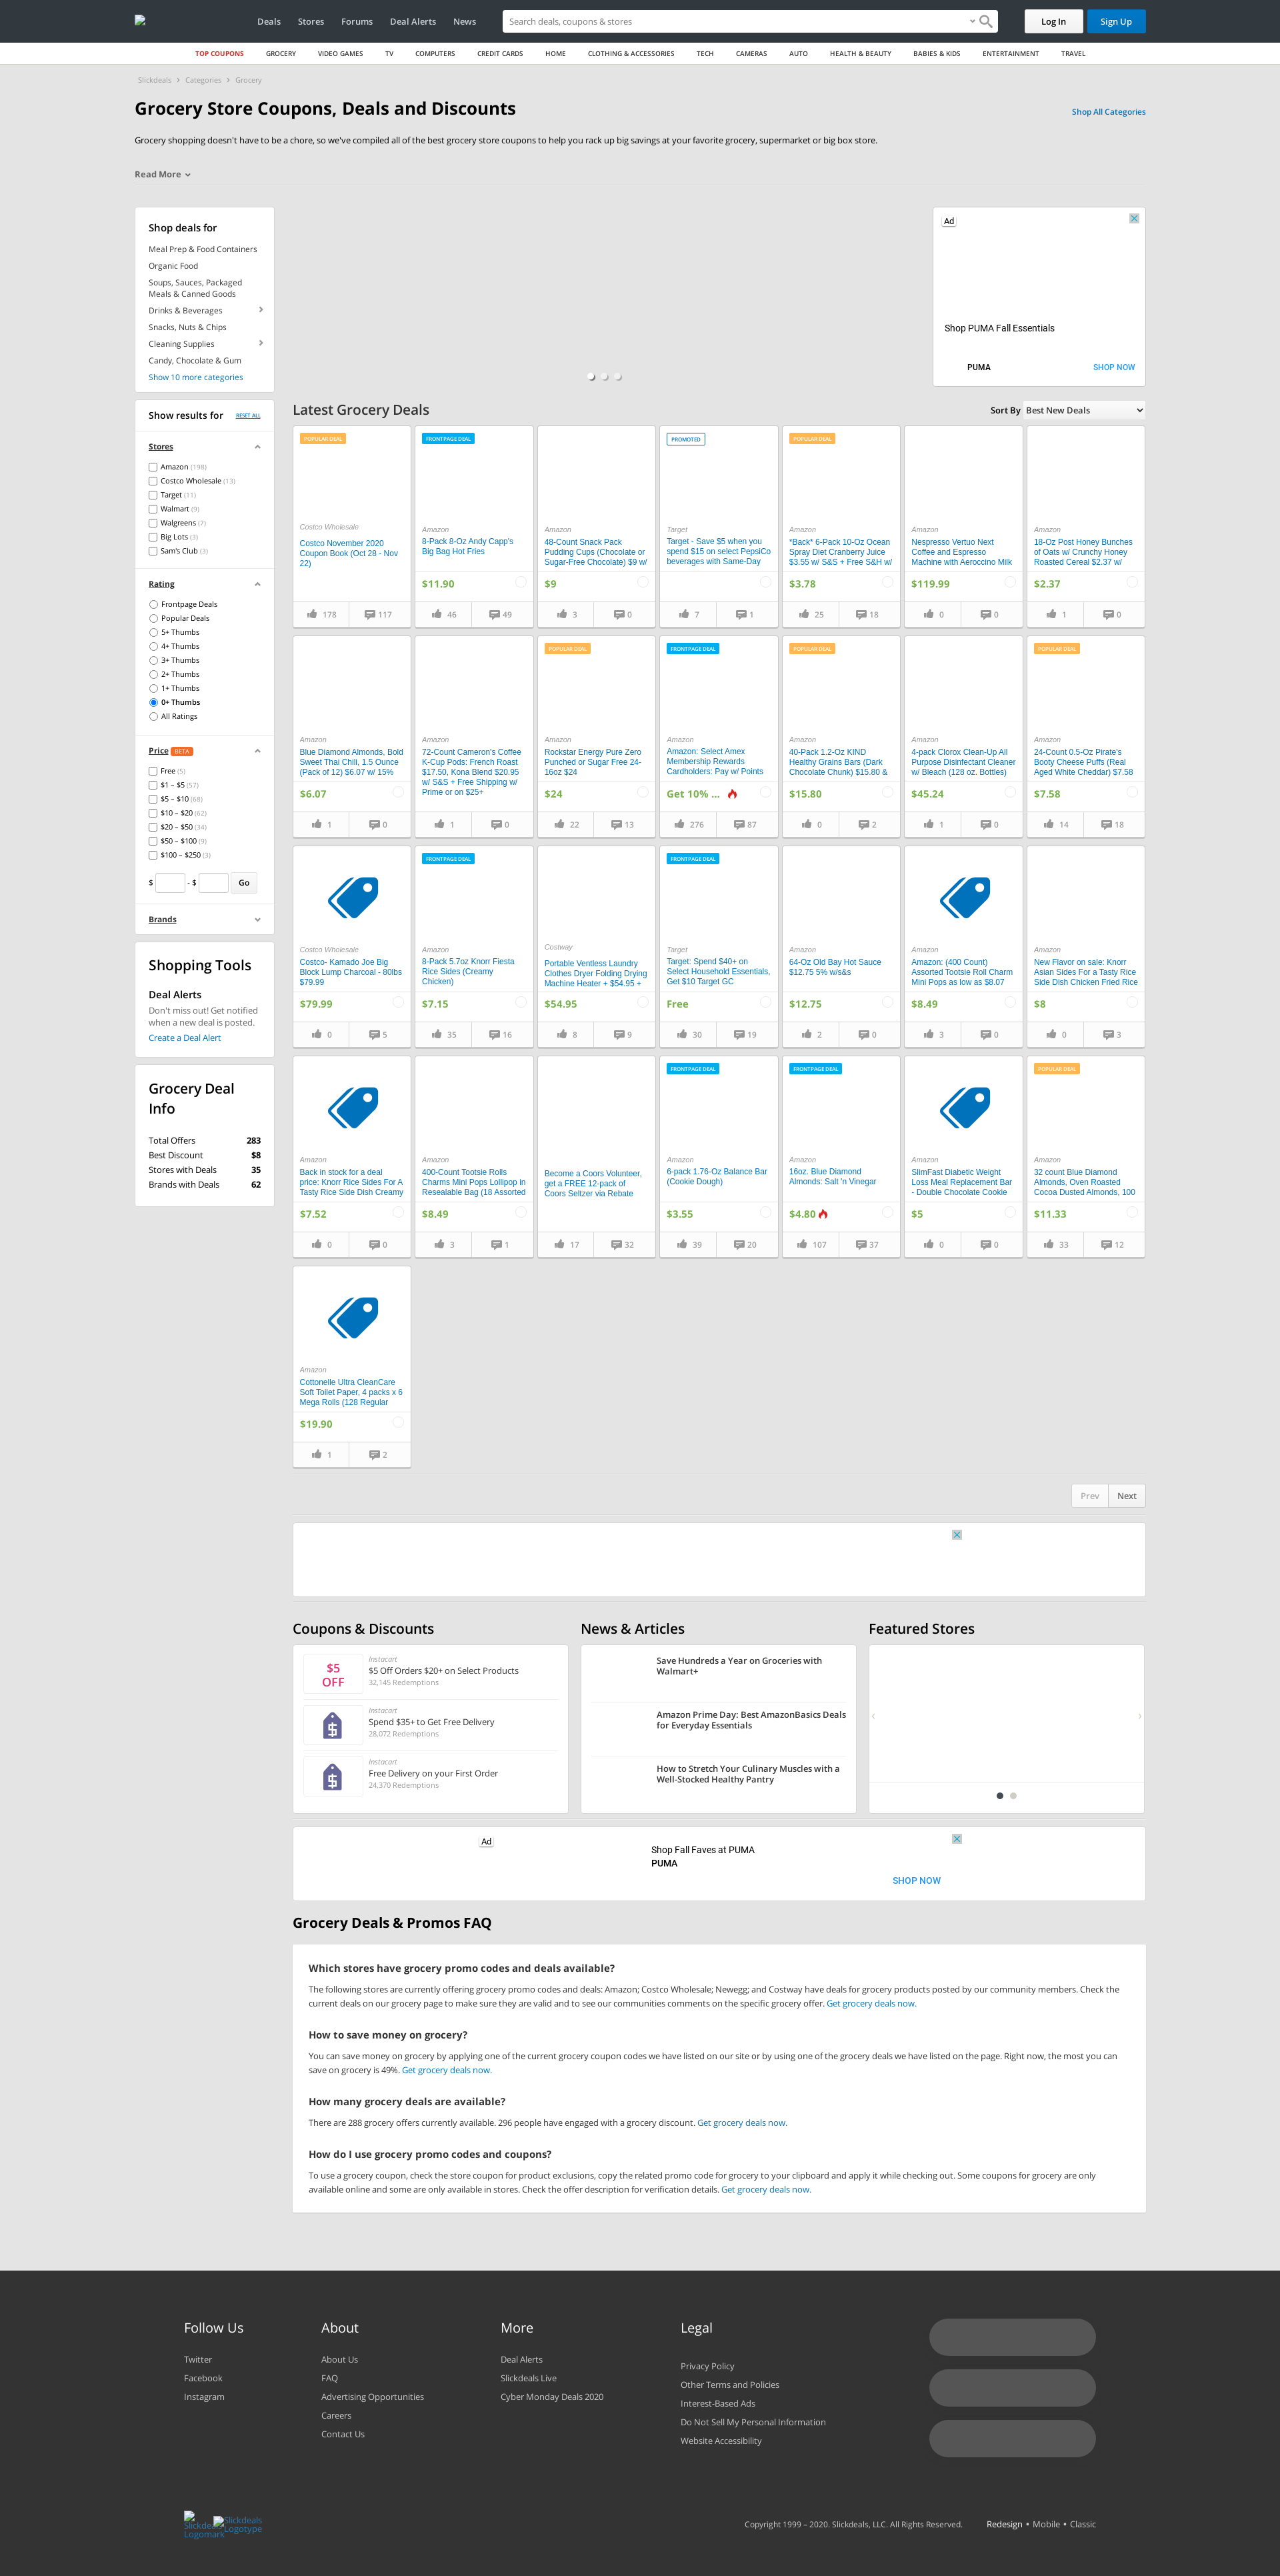 Deals Stores Forums Deal Alerts News
Search deals, coupons & stores
Log In
Sign Up
TOP COUPONS GROCERY VIDEO GAMES TV COMPUTERS CREDIT CARDS HOME CLOTHING & ACCESSORIES TECH CAMERAS AUTO HEALTH & BEAUTY BABIES & KIDS ENTERTAINMENT TRAVEL
Slickdeals > Categories > Grocery
Grocery Store Coupons, Deals and Discounts
Shop All Categories
Grocery shopping doesn't have to be a chore, so we've compiled all of the best grocery store coupons to help you rack up big savings at your favorite grocery, supermarket or big box store.
Read More
Shop deals for
Meal Prep & Food Containers
Organic Food
Soups, Sauces, Packaged
Meals & Canned Goods
Drinks & Beverages
Snacks, Nuts & Chips
Cleaning Supplies
Candy, Chocolate & Gum
Show 10 more categories
Ad
Shop PUMA Fall Essentials
PUMA
SHOP NOW
Show results for RESET ALL
Stores
Amazon (198)
Costco Wholesale (13)
Target (11)
Walmart (9)
Walgreens (7)
Big Lots (3)
Sam's Club (3)
Rating
Frontpage Deals
Popular Deals
5+ Thumbs
4+ Thumbs
3+ Thumbs
2+ Thumbs
1+ Thumbs
0+ Thumbs
All Ratings
Price BETA
Free (5)
$1 – $5 (57)
$5 – $10 (68)
$10 – $20 (62)
$20 – $50 (34)
$50 – $100 (9)
$100 – $250 (3)
$ - $ Go
Brands
Shopping Tools
Deal Alerts
Don't miss out! Get notified
when a new deal is posted.
Create a Deal Alert
Grocery Deal
Info
Total Offers 283
Best Discount $8
Stores with Deals 35
Brands with Deals 62
Latest Grocery Deals
Sort By Best New Deals
POPULAR DEAL
Costco Wholesale
Costco November 2020
Coupon Book (Oct 28 - Nov
22)
178 117
FRONTPAGE DEAL
Amazon
8-Pack 8-Oz Andy Capp's
Big Bag Hot Fries
$11.90
46 49
Amazon
48-Count Snack Pack
Pudding Cups (Chocolate or
Sugar-Free Chocolate) $9 w/
$9
3 0
PROMOTED
Target
Target - Save $5 when you
spend $15 on select PepsiCo
beverages with Same-Day
7 1
POPULAR DEAL
Amazon
*Back* 6-Pack 10-Oz Ocean
Spray Diet Cranberry Juice
$3.55 w/ S&S + Free S&H w/
$3.78
25 18
Amazon
Nespresso Vertuo Next
Coffee and Espresso
Machine with Aeroccino Milk
$119.99
0 0
Amazon
18-Oz Post Honey Bunches
of Oats w/ Crunchy Honey
Roasted Cereal $2.37 w/
$2.37
1 0
Amazon
Blue Diamond Almonds, Bold
Sweet Thai Chili, 1.5 Ounce
(Pack of 12) $6.07 w/ 15%
$6.07
1 0
Amazon
72-Count Cameron's Coffee
K-Cup Pods: French Roast
$17.50, Kona Blend $20.95
w/ S&S + Free Shipping w/
Prime or on $25+
1 0
POPULAR DEAL
Amazon
Rockstar Energy Pure Zero
Punched or Sugar Free 24-
16oz $24
$24
22 13
FRONTPAGE DEAL
Amazon
Amazon: Select Amex
Membership Rewards
Cardholders: Pay w/ Points
Get 10% ...
276 87
POPULAR DEAL
Amazon
40-Pack 1.2-Oz KIND
Healthy Grains Bars (Dark
Chocolate Chunk) $15.80 &
$15.80
0 2
Amazon
4-pack Clorox Clean-Up All
Purpose Disinfectant Cleaner
w/ Bleach (128 oz. Bottles)
$45.24
1 0
POPULAR DEAL
Amazon
24-Count 0.5-Oz Pirate's
Booty Cheese Puffs (Real
Aged White Cheddar) $7.58
$7.58
14 18
Costco Wholesale
Costco- Kamado Joe Big
Block Lump Charcoal - 80lbs
$79.99
$79.99
0 5
FRONTPAGE DEAL
Amazon
8-Pack 5.7oz Knorr Fiesta
Rice Sides (Creamy
Chicken)
$7.15
35 16
Costway
Portable Ventless Laundry
Clothes Dryer Folding Drying
Machine Heater + $54.95 +
$54.95
8 9
FRONTPAGE DEAL
Target
Target: Spend $40+ on
Select Household Essentials,
Get $10 Target GC
Free
30 19
Amazon
64-Oz Old Bay Hot Sauce
$12.75 5% w/s&s
$12.75
2 0
Amazon
Amazon: (400 Count)
Assorted Tootsie Roll Charm
Mini Pops as low as $8.07
$8.49
3 0
Amazon
New Flavor on sale: Knorr
Asian Sides For a Tasty Rice
Side Dish Chicken Fried Rice
$8
0 3
Amazon
Back in stock for a deal
price: Knorr Rice Sides For A
Tasty Rice Side Dish Creamy
$7.52
0 0
Amazon
400-Count Tootsie Rolls
Charms Mini Pops Lollipop in
Resealable Bag (18 Assorted
$8.49
3 1
Become a Coors Volunteer,
get a FREE 12-pack of
Coors Seltzer via Rebate
17 32
FRONTPAGE DEAL
Amazon
6-pack 1.76-Oz Balance Bar
(Cookie Dough)
$3.55
39 20
FRONTPAGE DEAL
Amazon
16oz. Blue Diamond
Almonds: Salt 'n Vinegar
$4.80
107 37
Amazon
SlimFast Diabetic Weight
Loss Meal Replacement Bar
- Double Chocolate Cookie
$5
0 0
POPULAR DEAL
Amazon
32 count Blue Diamond
Almonds, Oven Roasted
Cocoa Dusted Almonds, 100
$11.33
33 12
Amazon
Cottonelle Ultra CleanCare
Soft Toilet Paper, 4 packs x 6
Mega Rolls (128 Regular
$19.90
1 2
Prev Next
Coupons & Discounts
$5
OFF
Instacart
$5 Off Orders $20+ on Select Products
32,145 Redemptions
Instacart
Spend $35+ to Get Free Delivery
28,072 Redemptions
Instacart
Free Delivery on your First Order
24,370 Redemptions
News & Articles
Save Hundreds a Year on Groceries with
Walmart+
Amazon Prime Day: Best AmazonBasics Deals
for Everyday Essentials
How to Stretch Your Culinary Muscles with a
Well-Stocked Healthy Pantry
Featured Stores
Ad
Shop Fall Faves at PUMA
PUMA
SHOP NOW
Grocery Deals & Promos FAQ
Which stores have grocery promo codes and deals available?
The following stores are currently offering grocery promo codes and deals: Amazon; Costco Wholesale; Newegg; and Costway have deals for grocery products posted by our community members. Check the
current deals on our grocery page to make sure they are valid and to see our communities comments on the specific grocery offer. Get grocery deals now.
How to save money on grocery?
You can save money on grocery by applying one of the current grocery coupon codes we have listed on our site or by using one of the grocery deals we have listed on the page. Right now, the most you can
save on grocery is 49%. Get grocery deals now.
How many grocery deals are available?
There are 288 grocery offers currently available. 296 people have engaged with a grocery discount. Get grocery deals now.
How do I use grocery promo codes and coupons?
To use a grocery coupon, check the store coupon for product exclusions, copy the related promo code for grocery to your clipboard and apply it while checking out. Some coupons for grocery are only
available online and some are only available in stores. Check the offer description for verification details. Get grocery deals now.
Follow Us
Twitter
Facebook
Instagram
About
About Us
FAQ
Advertising Opportunities
Careers
Contact Us
More
Deal Alerts
Slickdeals Live
Cyber Monday Deals 2020
Legal
Privacy Policy
Other Terms and Policies
Interest-Based Ads
Do Not Sell My Personal Information
Website Accessibility
Slickdeals
Logomark
Slickdeals
Logotype
Copyright 1999 – 2020. Slickdeals, LLC. All Rights Reserved.
Redesign • Mobile • Classic